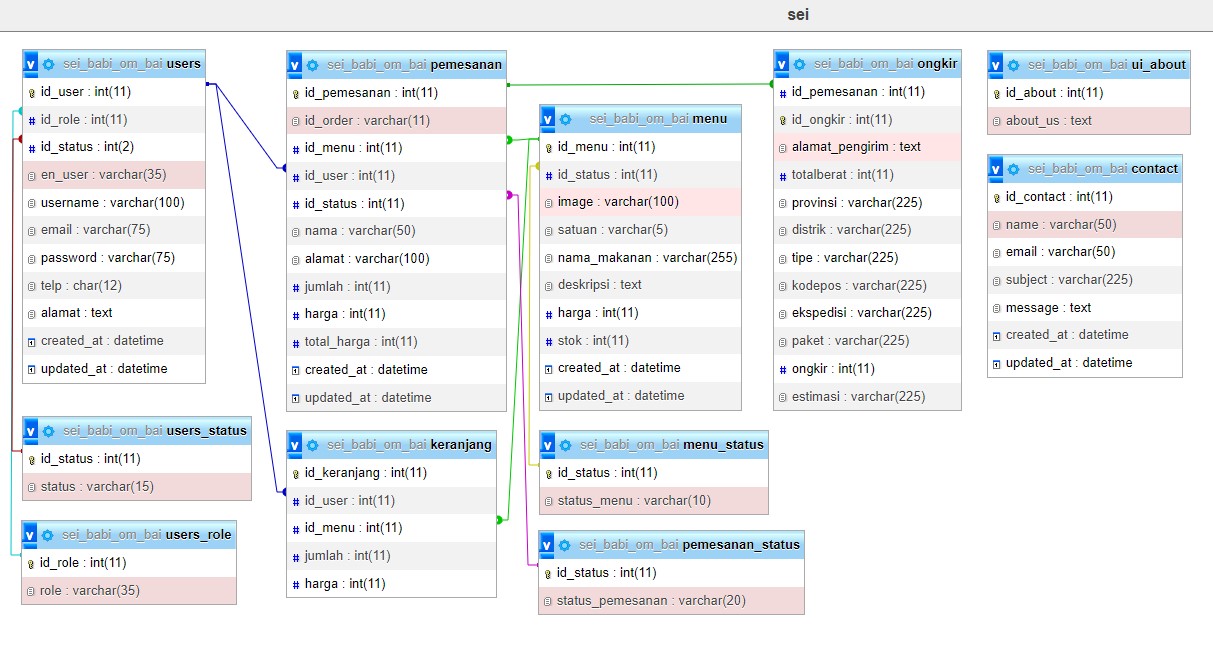 sei
sei_babi_om_bai users
id_user : int(11)
id_role : int(11)
id_status : int(2)
en_user : varchar(35)
username : varchar(100)
email : varchar(75)
password : varchar(75)
telp : char(12)
alamat : text
created_at : datetime
updated_at : datetime
sei_babi_om_bai users_status
id_status : int(11)
status : varchar(15)
sei_babi_om_bai users_role
id_role : int(11)
role : varchar(35)
sei_babi_om_bai pemesanan
id_pemesanan : int(11)
id_order : varchar(11)
id_menu : int(11)
id_user : int(11)
id_status : int(11)
nama : varchar(50)
alamat : varchar(100)
jumlah : int(11)
harga : int(11)
total_harga : int(11)
created_at : datetime
updated_at : datetime
sei_babi_om_bai keranjang
id_keranjang : int(11)
id_user : int(11)
id_menu : int(11)
jumlah : int(11)
harga : int(11)
sei_babi_om_bai menu
id_menu : int(11)
id_status : int(11)
image : varchar(100)
satuan : varchar(5)
nama_makanan : varchar(255)
deskripsi : text
harga : int(11)
stok : int(11)
created_at : datetime
updated_at : datetime
sei_babi_om_bai menu_status
id_status : int(11)
status_menu : varchar(10)
sei_babi_om_bai pemesanan_status
id_status : int(11)
status_pemesanan : varchar(20)
sei_babi_om_bai ongkir
id_pemesanan : int(11)
id_ongkir : int(11)
alamat_pengirim : text
totalberat : int(11)
provinsi : varchar(225)
distrik : varchar(225)
tipe : varchar(225)
kodepos : varchar(225)
ekspedisi : varchar(225)
paket : varchar(225)
ongkir : int(11)
estimasi : varchar(225)
sei_babi_om_bai ui_about
id_about : int(11)
about_us : text
sei_babi_om_bai contact
id_contact : int(11)
name : varchar(50)
email : varchar(50)
subject : varchar(225)
message : text
created_at : datetime
updated_at : datetime